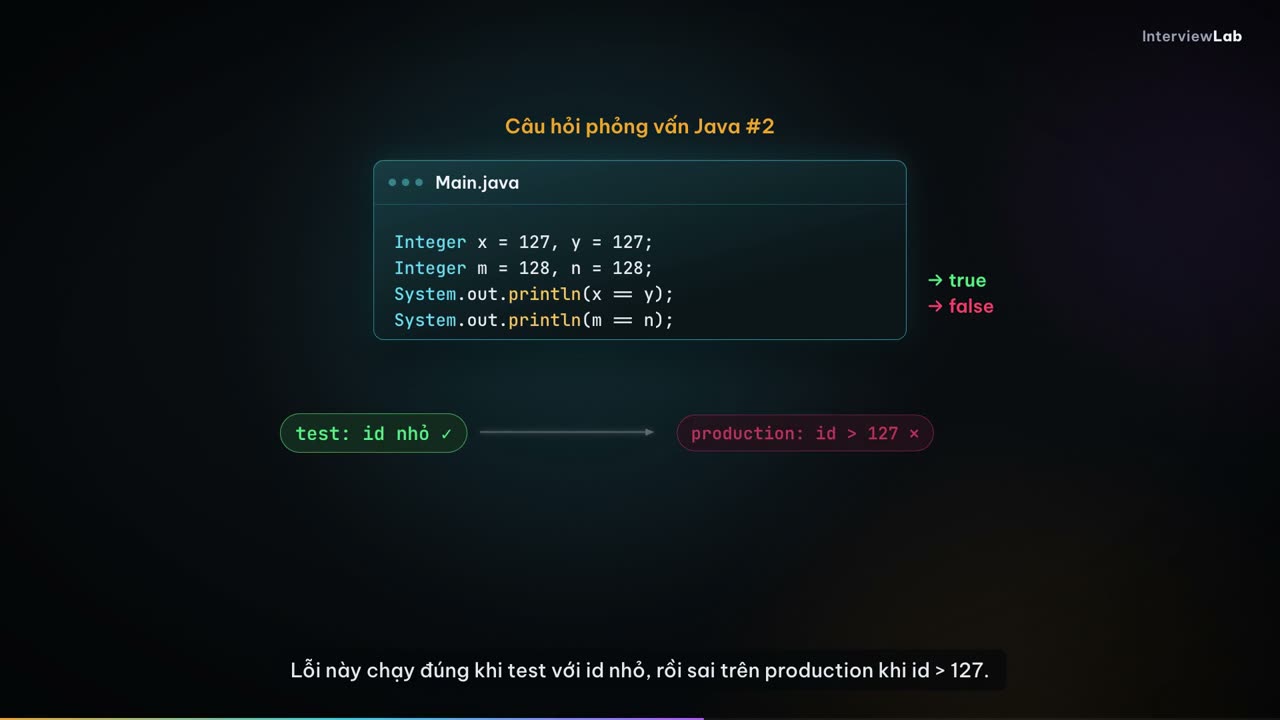 InterviewLab
Câu hỏi phỏng vấn Java #2
Main.java
Integer x = 127, y = 127;
Integer m = 128, n = 128;
System.out.println(x == y);
System.out.println(m == n);
→ true
→ false
test: id nhỏ ✓
production: id > 127 ×
Lỗi này chạy đúng khi test với id nhỏ, rồi sai trên production khi id > 127.